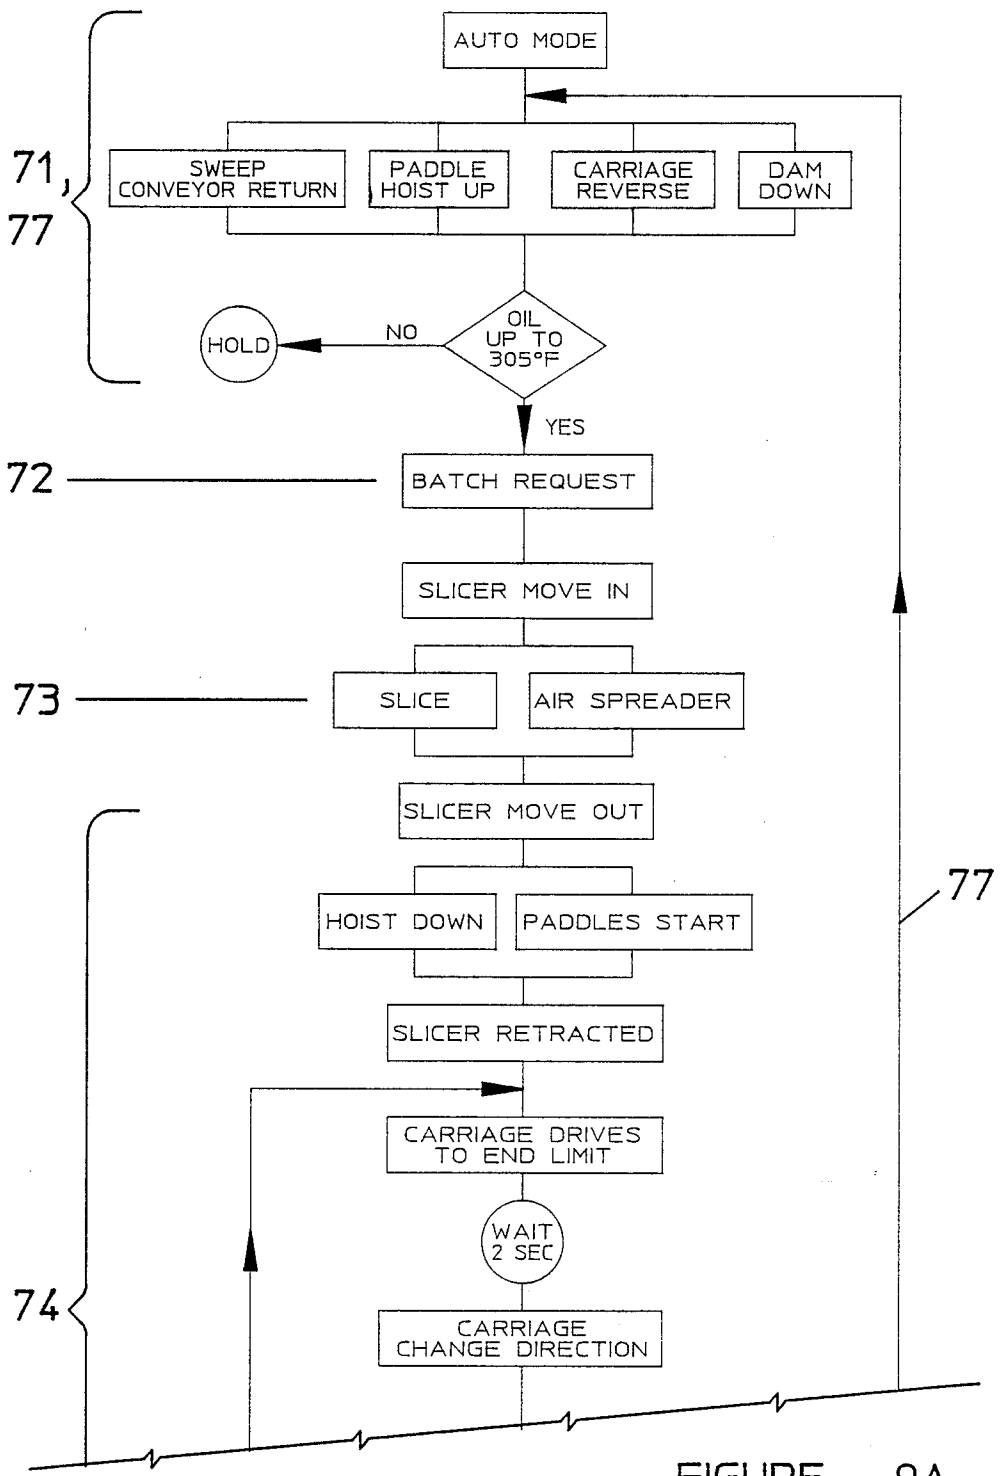 AUTO MODE
71,
77
SWEEP
CONVEYOR RETURN
PADDLE
HOIST UP
CARRIAGE
REVERSE
DAM
DOWN
OIL
UP TO
305°F
NO
HOLD
YES
72
BATCH REQUEST
SLICER MOVE IN
73
SLICE
AIR SPREADER
SLICER MOVE OUT
77
HOIST DOWN
PADDLES START
SLICER RETRACTED
CARRIAGE DRIVES
TO END LIMIT
WAIT
2 SEC
74
CARRIAGE
CHANGE DIRECTION
FIGURE 9A